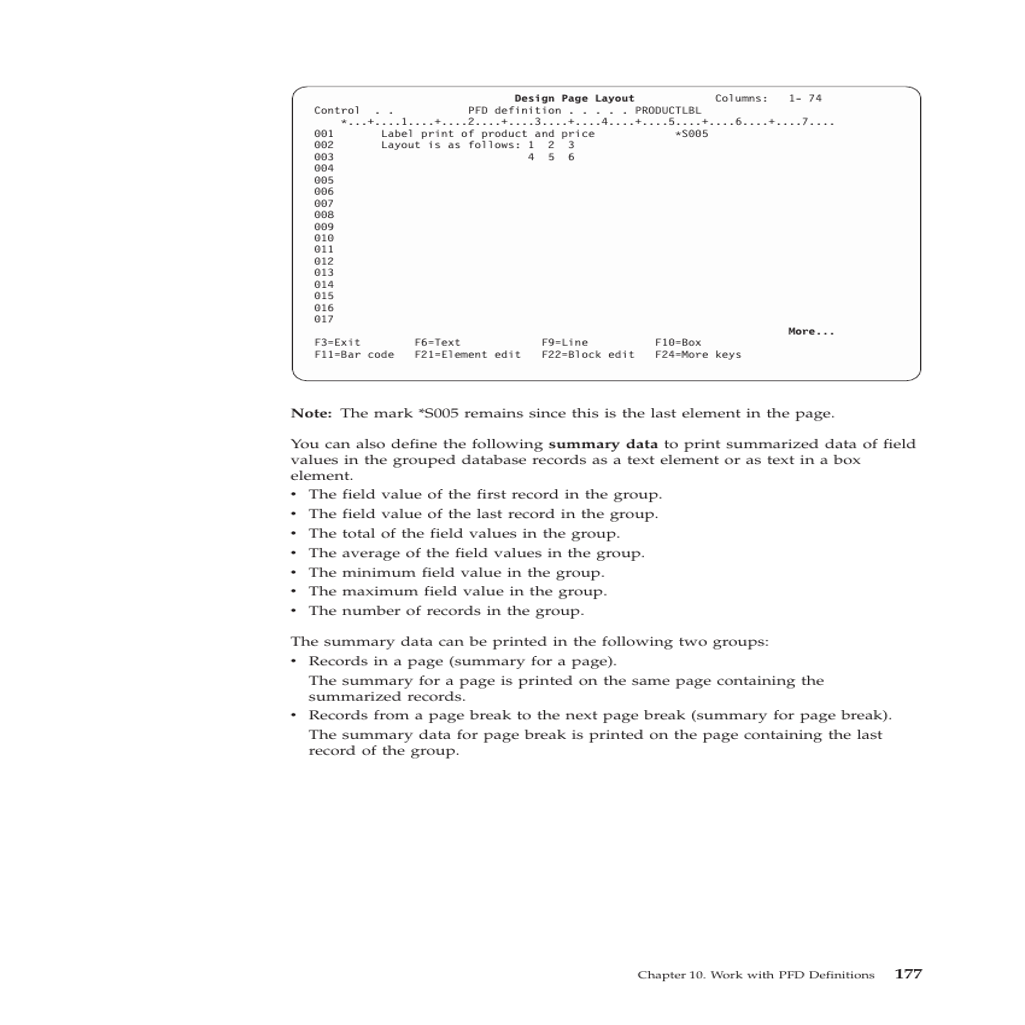 Design Page Layout Columns: 1- 74
Control . . PFD definition . . . . . PRODUCTLBL
*...+....1....+....2....+....3....+....4....+....5....+....6....+....7....
001 Label print of product and price *S005
002 Layout is as follows: 1 2 3
003 4 5 6
004
005
006
007
008
009
010
011
012
013
014
015
016
017
More...
F3=Exit F6=Text F9=Line F10=Box
F11=Bar code F21=Element edit F22=Block edit F24=More keys
Note: The mark *S005 remains since this is the last element in the page.
You can also define the following summary data to print summarized data of field
values in the grouped database records as a text element or as text in a box
element.
• The field value of the first record in the group.
• The field value of the last record in the group.
• The total of the field values in the group.
• The average of the field values in the group.
• The minimum field value in the group.
• The maximum field value in the group.
• The number of records in the group.
The summary data can be printed in the following two groups:
• Records in a page (summary for a page).
The summary for a page is printed on the same page containing the
summarized records.
• Records from a page break to the next page break (summary for page break).
The summary data for page break is printed on the page containing the last
record of the group.
Chapter 10. Work with PFD Definitions 177